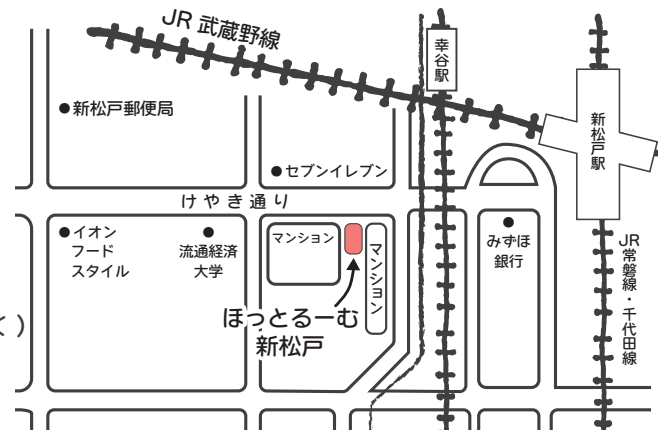 JR 武蔵野線
幸谷駅
新松戸駅
新松戸郵便局
セブンイレブン
けやき通り
イオン
フード
スタイル
流通経済
大学
マンション
マンション
みずほ
銀行
JR
常磐線・千代田線
ほっとるーむ
新松戸
く）